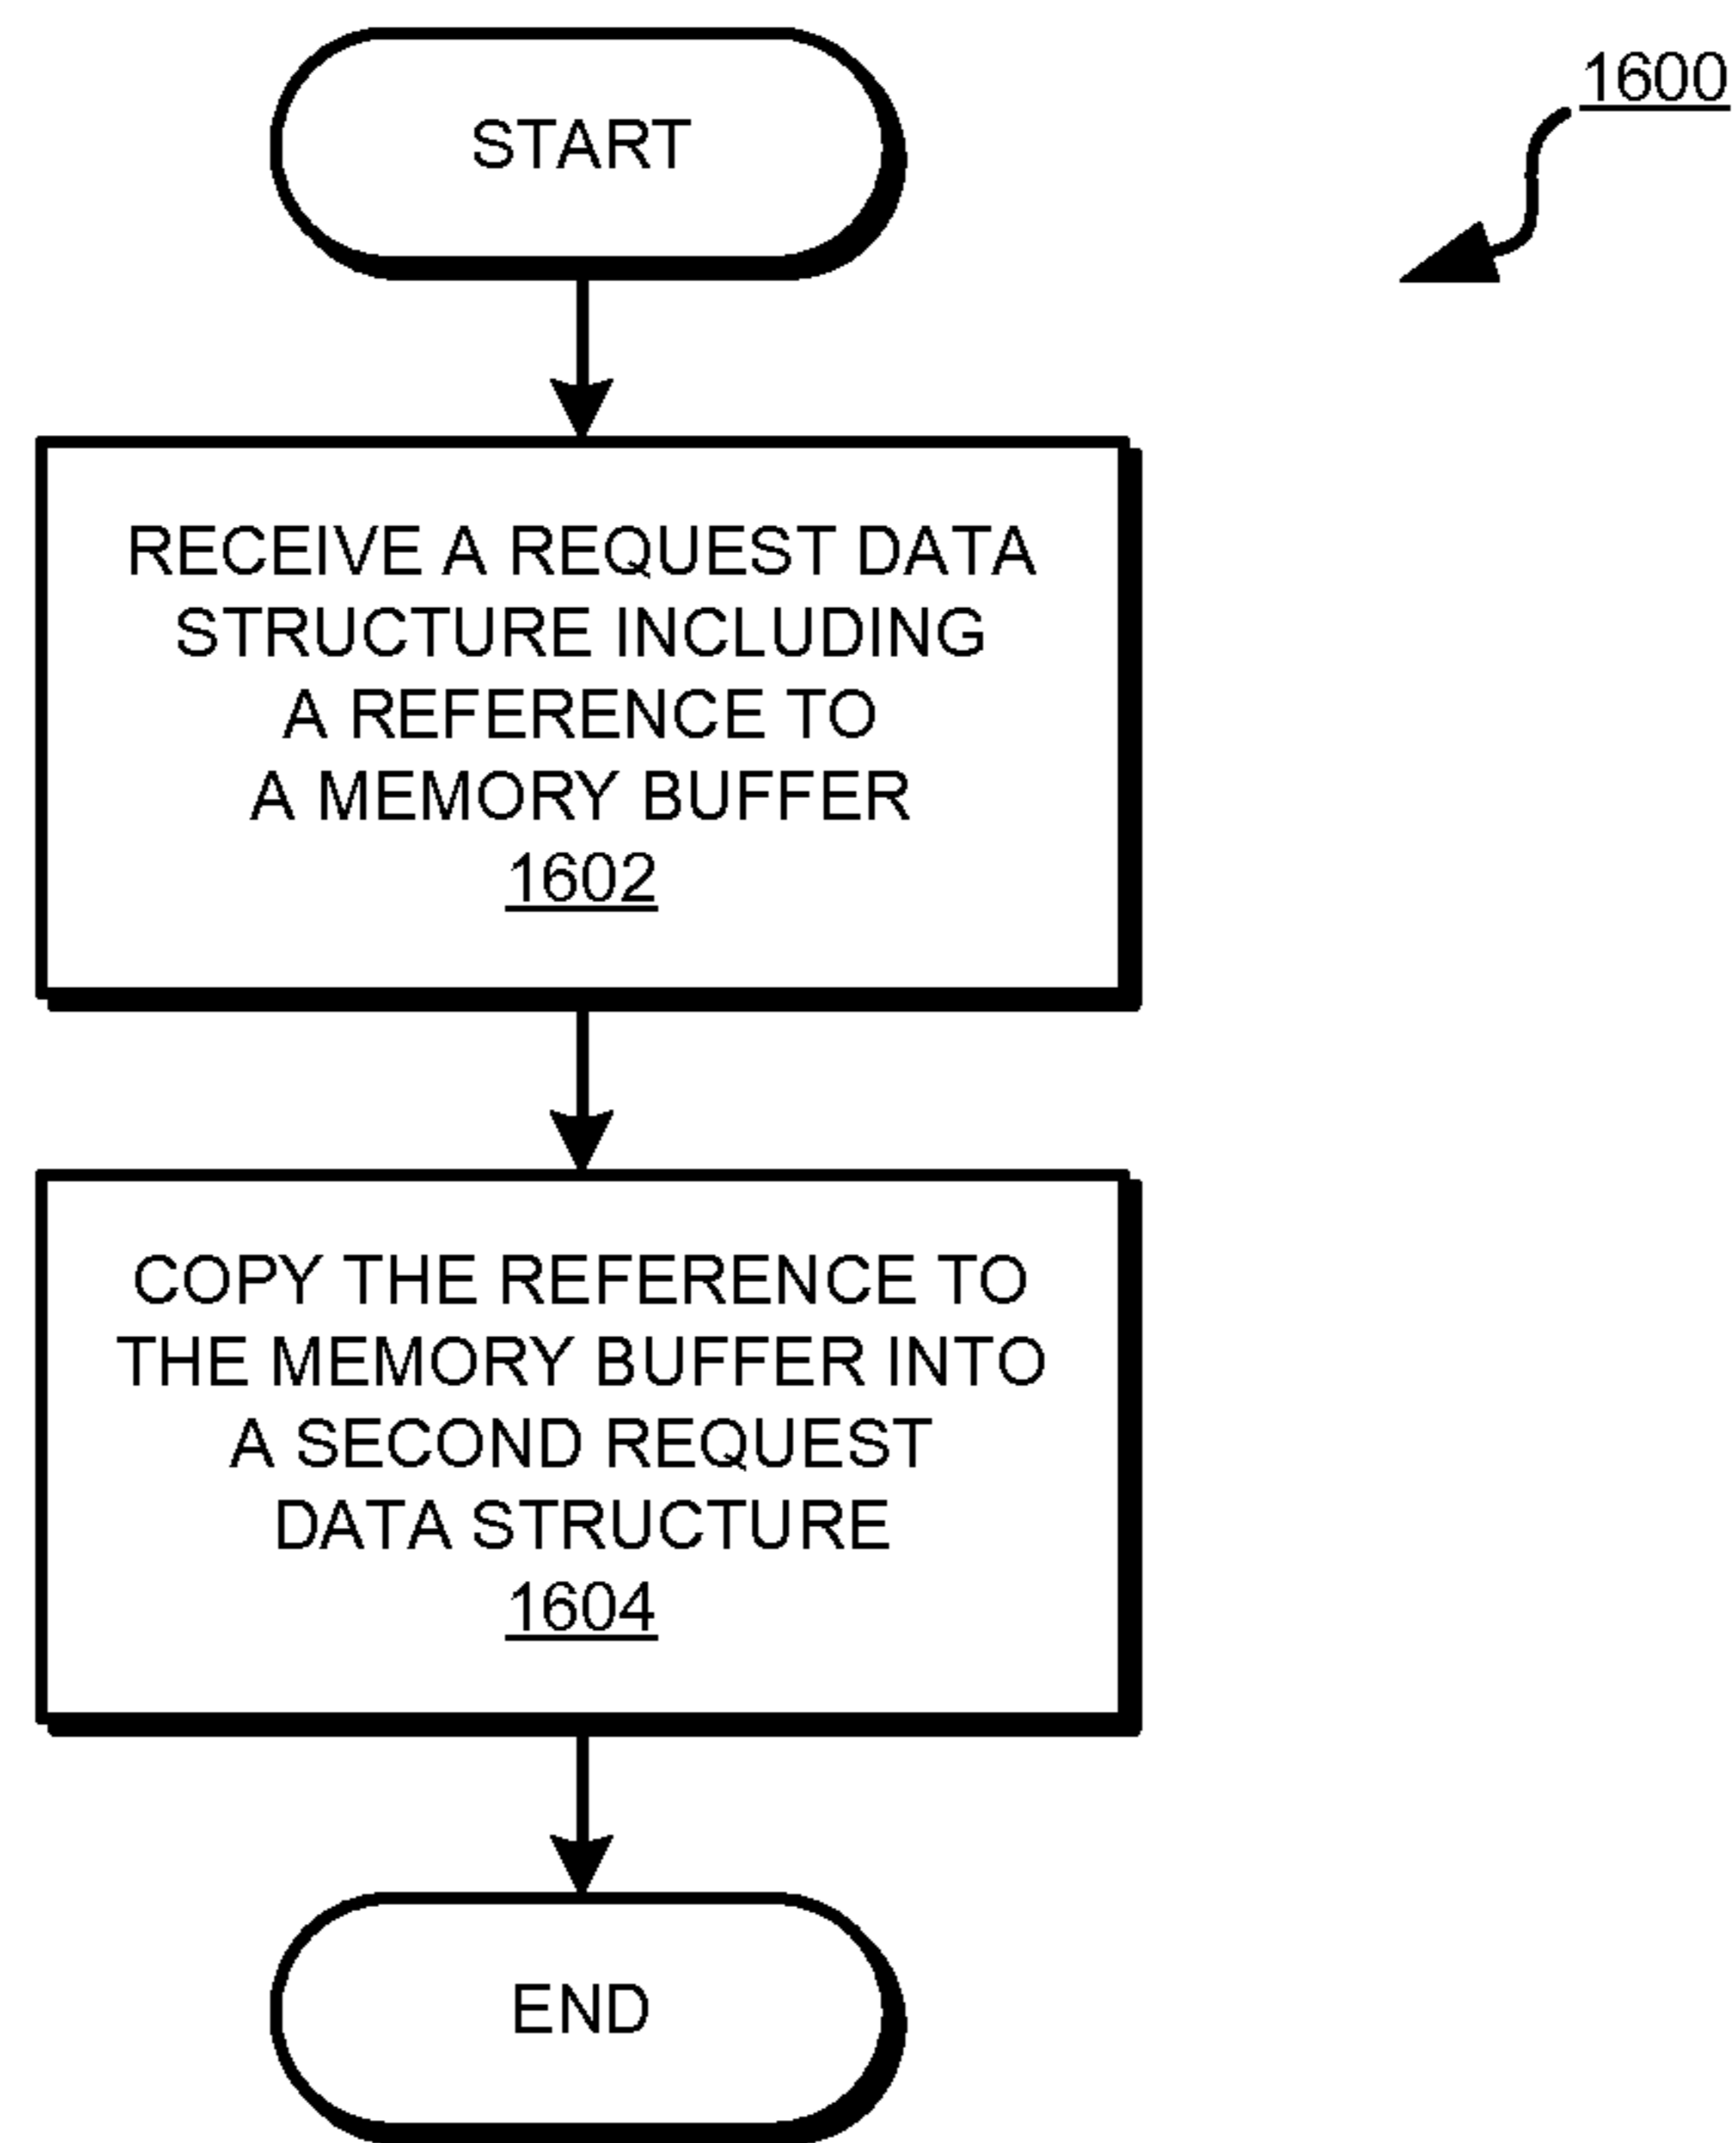 START
1600
RECEIVE A REQUEST DATA
STRUCTURE INCLUDING
A REFERENCE TO
A MEMORY BUFFER
1602
COPY THE REFERENCE TO
THE MEMORY BUFFER INTO
A SECOND REQUEST
DATA STRUCTURE
1604
END